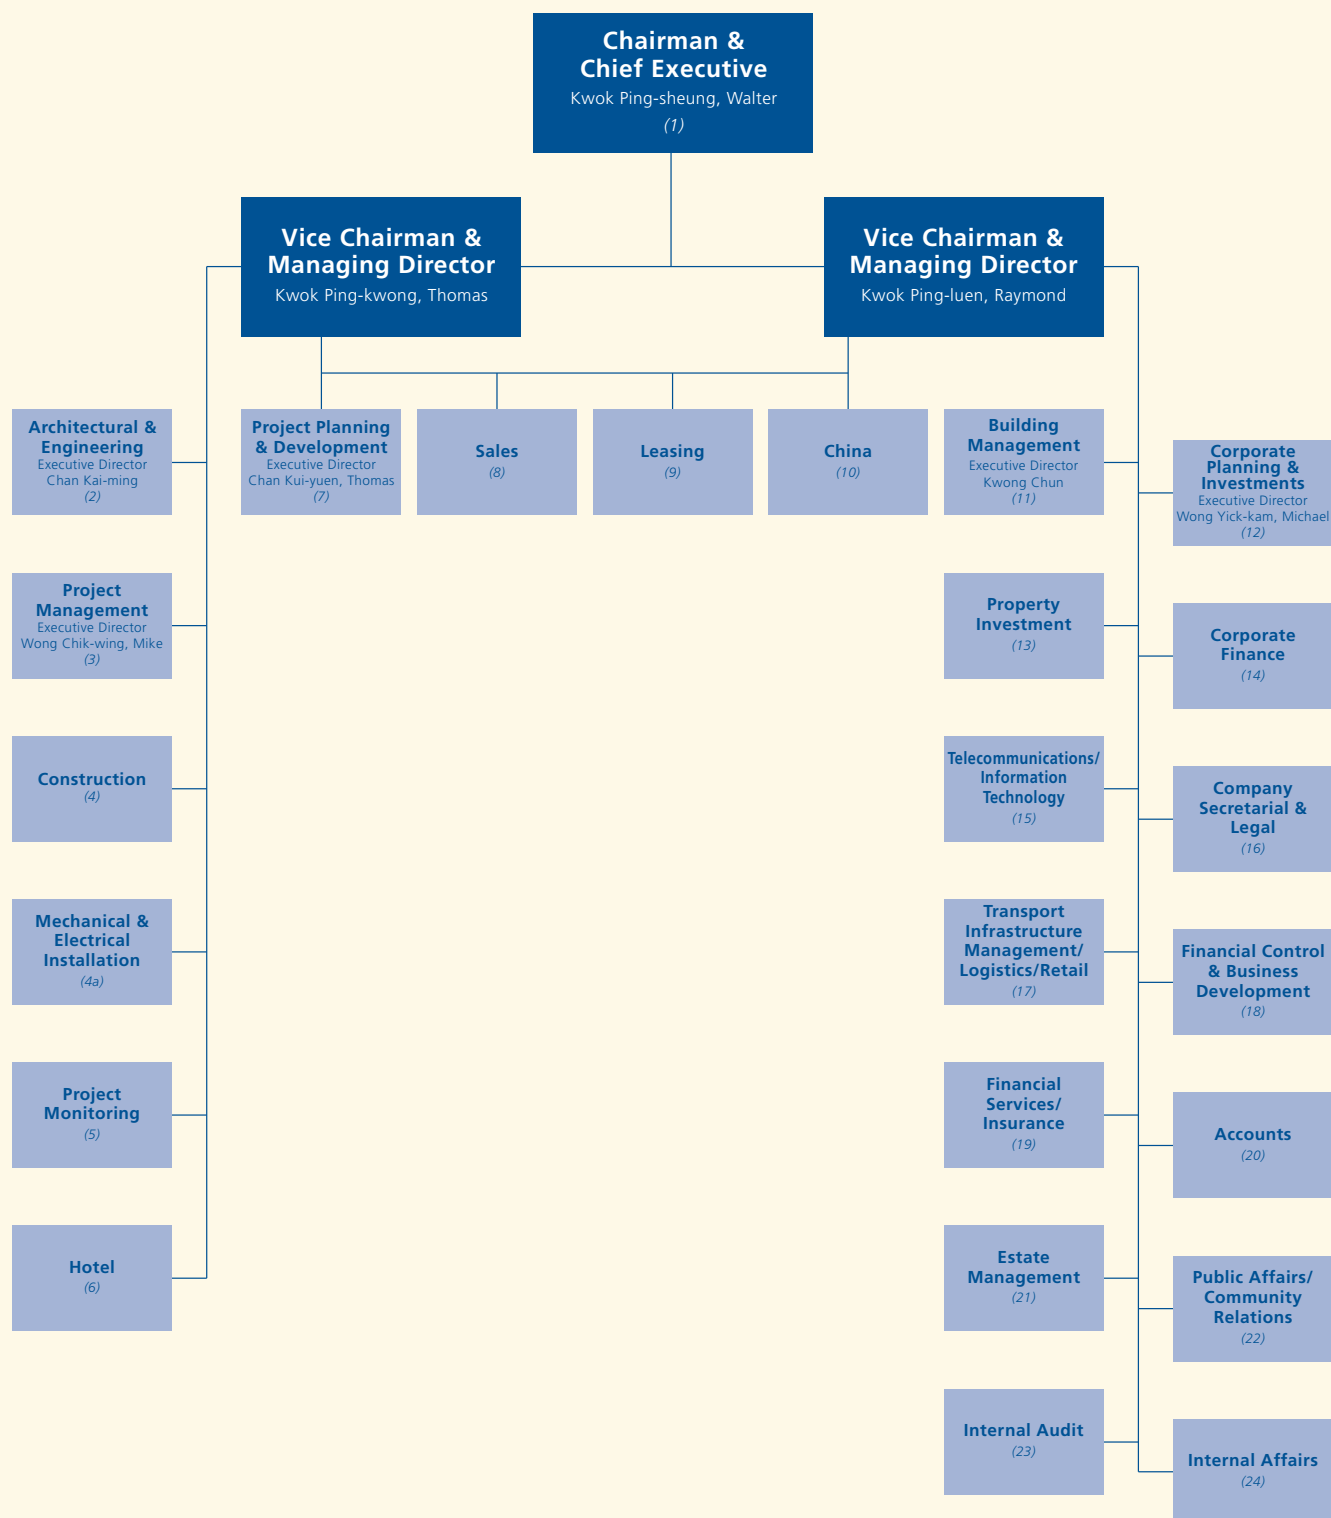 Chairman &
Chief Executive
Kwok Ping-sheung, Walter
(1)
Vice Chairman &
Managing Director
Kwok Ping-kwong, Thomas
Vice Chairman &
Managing Director
Kwok Ping-luen, Raymond
Architectural &
Engineering
Executive Director
Chan Kai-ming
(2)
Project Planning
& Development
Executive Director
Chan Kui-yuen, Thomas
(7)
Sales
(8)
Leasing
(9)
China
(10)
Building
Management
Executive Director
Kwong Chun
(11)
Corporate
Planning &
Investments
Executive Director
Wong Yick-kam, Michael
(12)
Project
Management
Executive Director
Wong Chik-wing, Mike
(3)
Property
Investment
(13)
Corporate
Finance
(14)
Construction
(4)
Telecommunications/
Information
Technology
(15)
Company
Secretarial &
Legal
(16)
Mechanical &
Electrical
Installation
(4a)
Transport
Infrastructure
Management/
Logistics/Retail
(17)
Financial Control
& Business
Development
(18)
Project
Monitoring
(5)
Financial
Services/
Insurance
(19)
Accounts
(20)
Hotel
(6)
Estate
Management
(21)
Public Affairs/
Community
Relations
(22)
Internal Audit
(23)
Internal Affairs
(24)